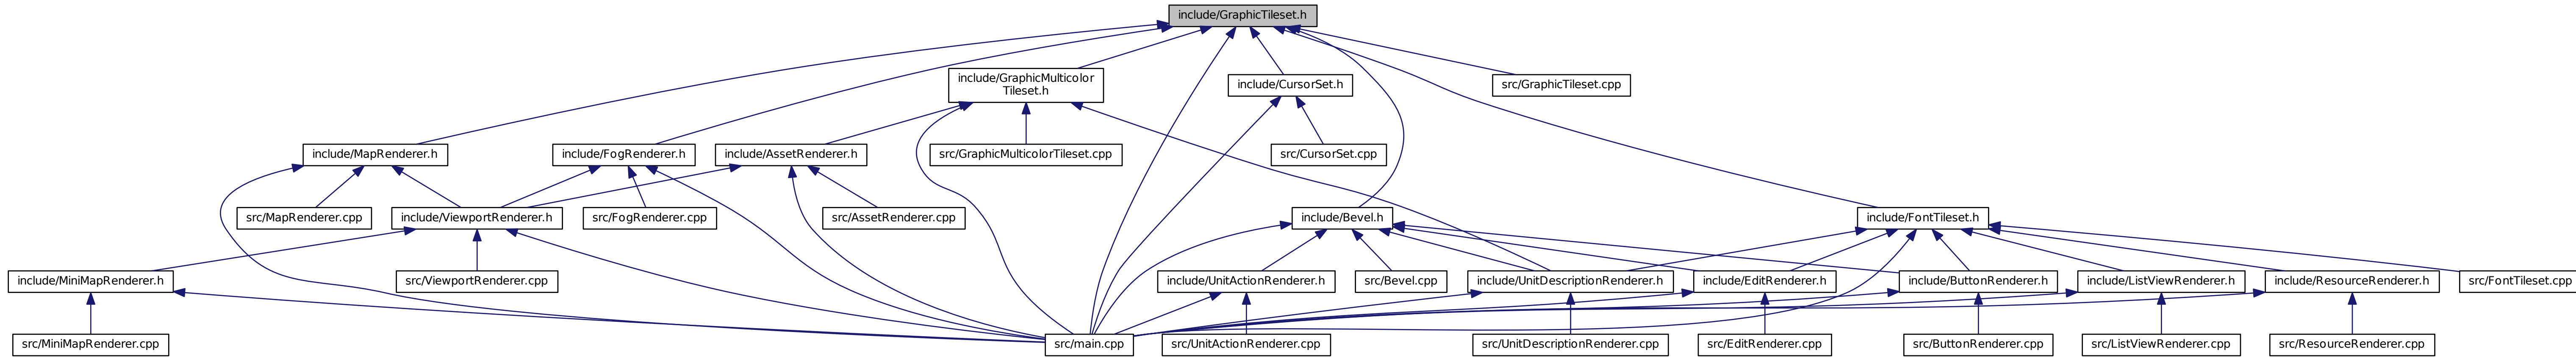 include/GraphicTileset.h
include/GraphicMulticolor
Tileset.h
include/CursorSet.h
src/GraphicTileset.cpp
include/MapRenderer.h
include/FogRenderer.h
include/AssetRenderer.h
src/GraphicMulticolorTileset.cpp
src/CursorSet.cpp
src/MapRenderer.cpp
include/ViewportRenderer.h
src/FogRenderer.cpp
src/AssetRenderer.cpp
include/Bevel.h
include/FontTileset.h
include/MiniMapRenderer.h
src/ViewportRenderer.cpp
include/UnitActionRenderer.h
src/Bevel.cpp
include/UnitDescriptionRenderer.h
include/EditRenderer.h
include/ButtonRenderer.h
include/ListViewRenderer.h
include/ResourceRenderer.h
src/FontTileset.cpp
src/MiniMapRenderer.cpp
src/main.cpp
src/UnitActionRenderer.cpp
src/UnitDescriptionRenderer.cpp
src/EditRenderer.cpp
src/ButtonRenderer.cpp
src/ListViewRenderer.cpp
src/ResourceRenderer.cpp